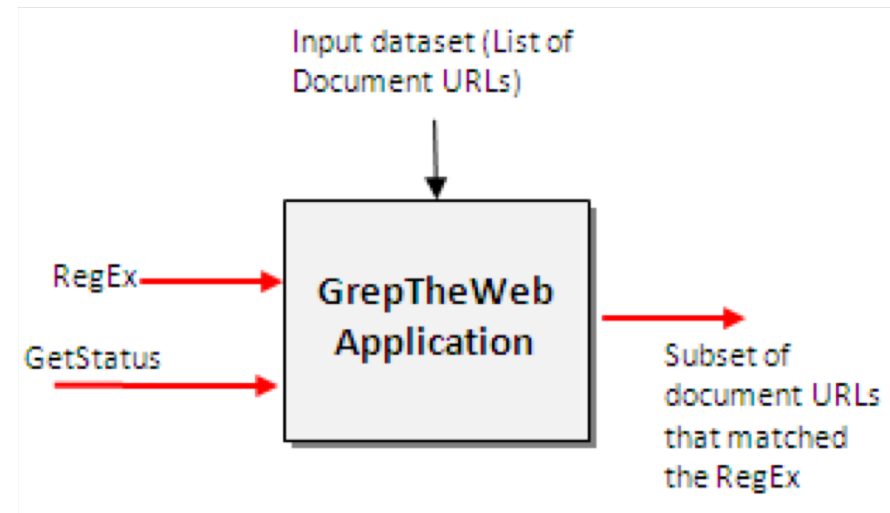 Input dataset (List of
Document URLs)
RegEx
GetStatus
GrepTheWeb
Application
Subset of
document URLs
that matched
the RegEx